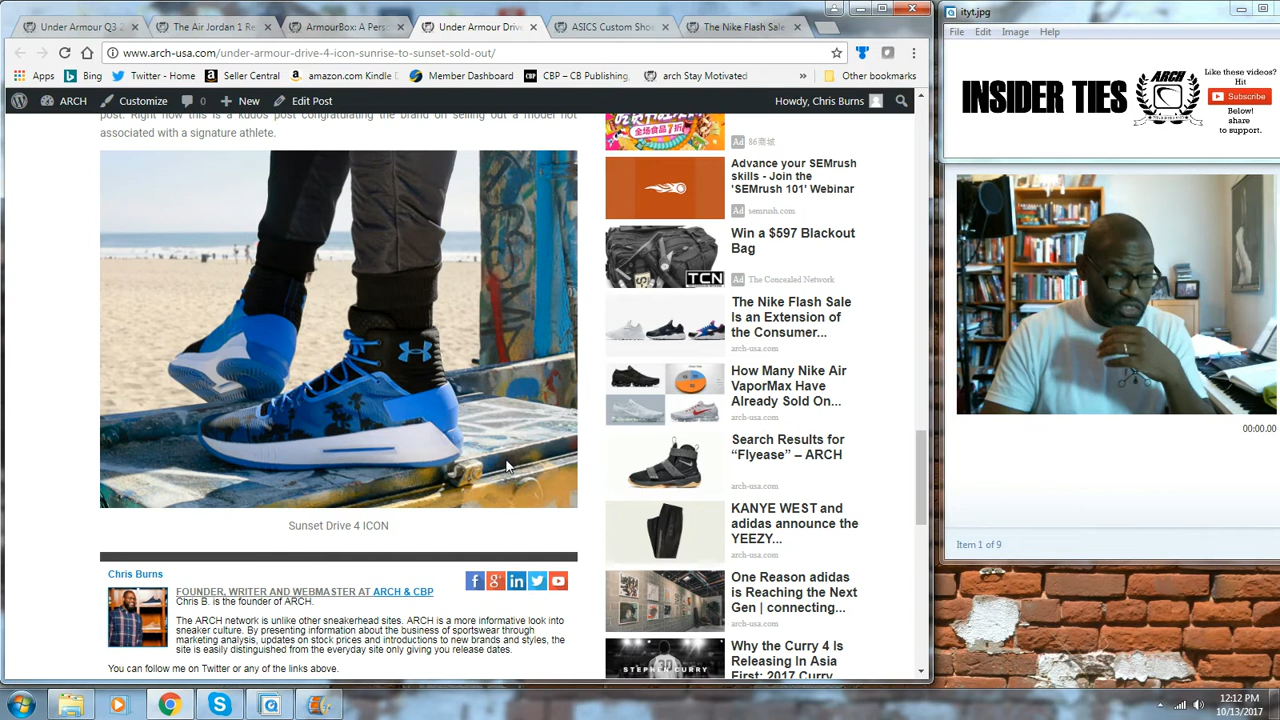 Under Armour Q3
The Air Jordan
ArmourBox: A Pers
Under Armour Drive
ASICS Custom Shoe
The Nike Flash Sale
www.arch-usa.com/under-armour-drive-4-icon-sunrise-to-sunset-sold-out/
Apps
Bing
Twitter - Home
Seller Central
amazon.com Kindle
Member Dashboard
CBP – CB Publishing,
arch Stay Motivated
»
Other bookmarks
ARCH
Customize
0
New
Edit Post
Howdy, Chris Burns
post. Right now this is a kudos post congratulating the brand on selling out a model not
associated with a signature athlete.
Sunset Drive 4 ICON
Chris Burns
FOUNDER, WRITER AND WEBMASTER AT ARCH & CBP
Chris B. is the founder of ARCH.
The ARCH network is unlike other sneakerhead sites. ARCH is a more informative look into
sneaker culture. By presenting information about the business of sportswear through
marketing analysis, updates on stock prices and introductions to new brands and styles, the
site is easily distinguished from the everyday site only giving you release dates.
You can follow me on Twitter or any of the links above.
Ad
Advance your SEMrush
skills - Join the
'SEMrush 101' Webinar
Ad semrush.com
Win a $597 Blackout
Bag
TCN
Ad The Concealed Network
The Nike Flash Sale
Is an Extension of
the Consumer...
arch-usa.com
How Many Nike Air
VaporMax Have
Already Sold On...
arch-usa.com
Search Results for
“Flyease” – ARCH
arch-usa.com
KANYE WEST and
adidas announce the
YEEZY...
arch-usa.com
One Reason adidas
is Reaching the Next
Gen | connecting...
arch-usa.com
STEPHEN CURRY
Why the Curry 4 Is
Releasing In Asia
First: 2017 Curry
ityt.jpg
File Edit Image Help
INSIDER TIES
ARCH
Like these videos?
Hit
Subscribe
Below!
share
to support.
00:00.00
Item 1 of 9
12:12 PM
10/13/2017